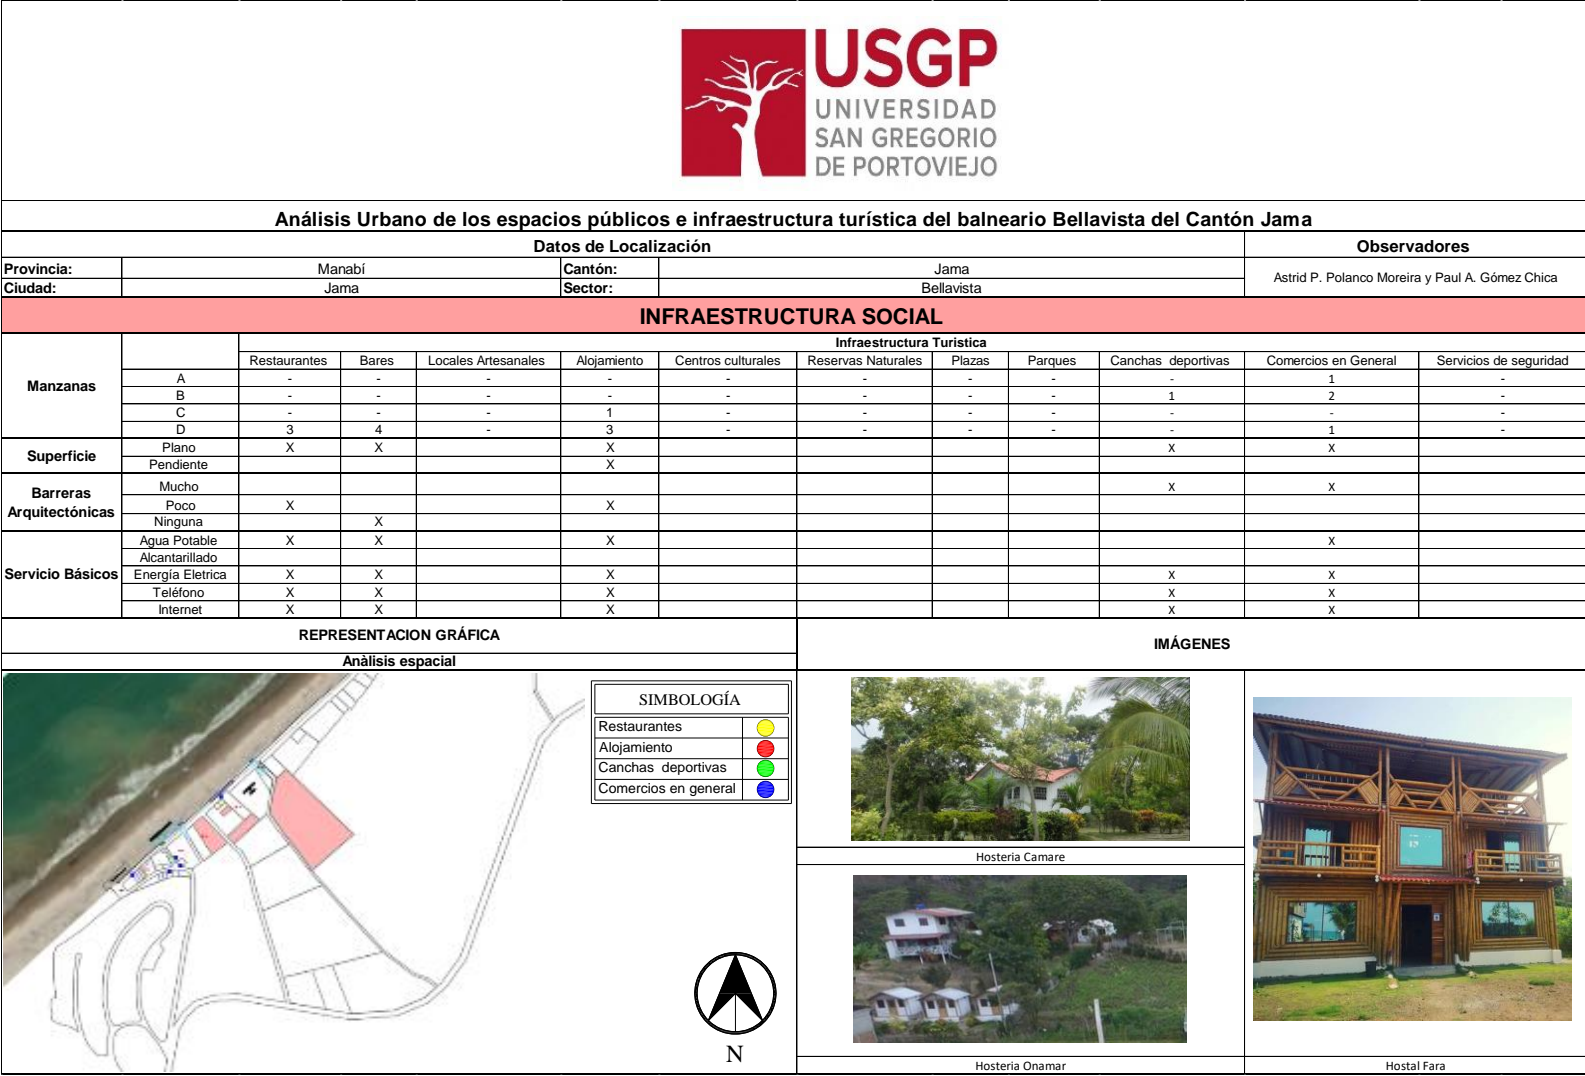 USGP
UNIVERSIDAD
SAN GREGORIO
DE PORTOVIEJO
Análisis Urbano de los espacios públicos e infraestructura turística del balneario Bellavista del Cantón Jama
Datos de Localización Observadores
Provincia: Manabí Cantón: Jama Astrid P. Polanco Moreira y Paul A. Gómez Chica
Ciudad: Jama Sector: Bellavista
INFRAESTRUCTURA SOCIAL
Manzanas Infraestructura Turistica
Restaurantes Bares Locales Artesanales Alojamiento Centros culturales Reservas Naturales Plazas Parques Canchas deportivas Comercios en General Servicios de seguridad
A - - - - - - - - - 1 -
B - - - - - - - - 1 2 -
C - - - 1 - - - - - - -
D 3 4 - 3 - - - - - 1 -
Superficie Plano X X X X X
Pendiente X
Barreras Arquitectónicas Mucho X X
Poco X X
Ninguna X
Servicio Básicos Agua Potable X X X X
Alcantarillado
Energía Eletrica X X X X X
Teléfono X X X X X
Internet X X X X X
REPRESENTACION GRÁFICA IMÁGENES
Anàlisis espacial
SIMBOLOGÍA
Restaurantes
Alojamiento
Canchas deportivas
Comercios en general
N
Hosteria Camare
Hosteria Onamar
Hostal Fara